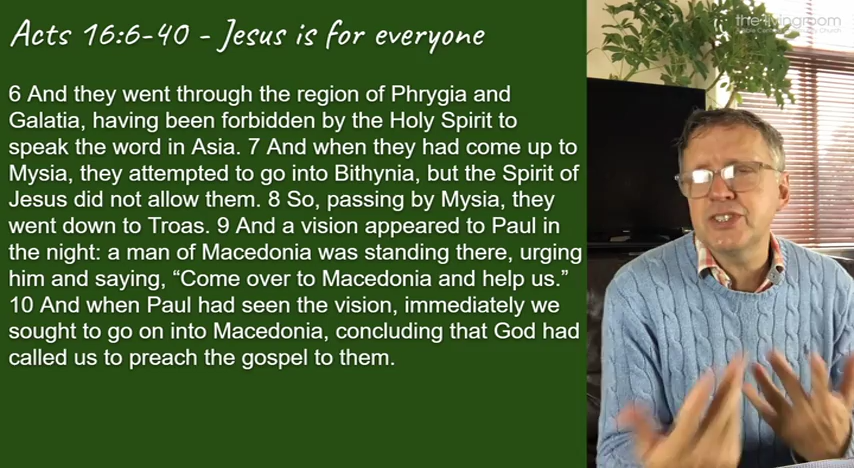 Acts 16:6-40 - Jesus is for everyone
the living room
6 And they went through the region of Phrygia and
Galatia, having been forbidden by the Holy Spirit to
speak the word in Asia. 7 And when they had come up to
Mysia, they attempted to go into Bithynia, but the Spirit of
Jesus did not allow them. 8 So, passing by Mysia, they
went down to Troas. 9 And a vision appeared to Paul in
the night: a man of Macedonia was standing there, urging
him and saying, “Come over to Macedonia and help us.”
10 And when Paul had seen the vision, immediately we
sought to go on into Macedonia, concluding that God had
called us to preach the gospel to them.